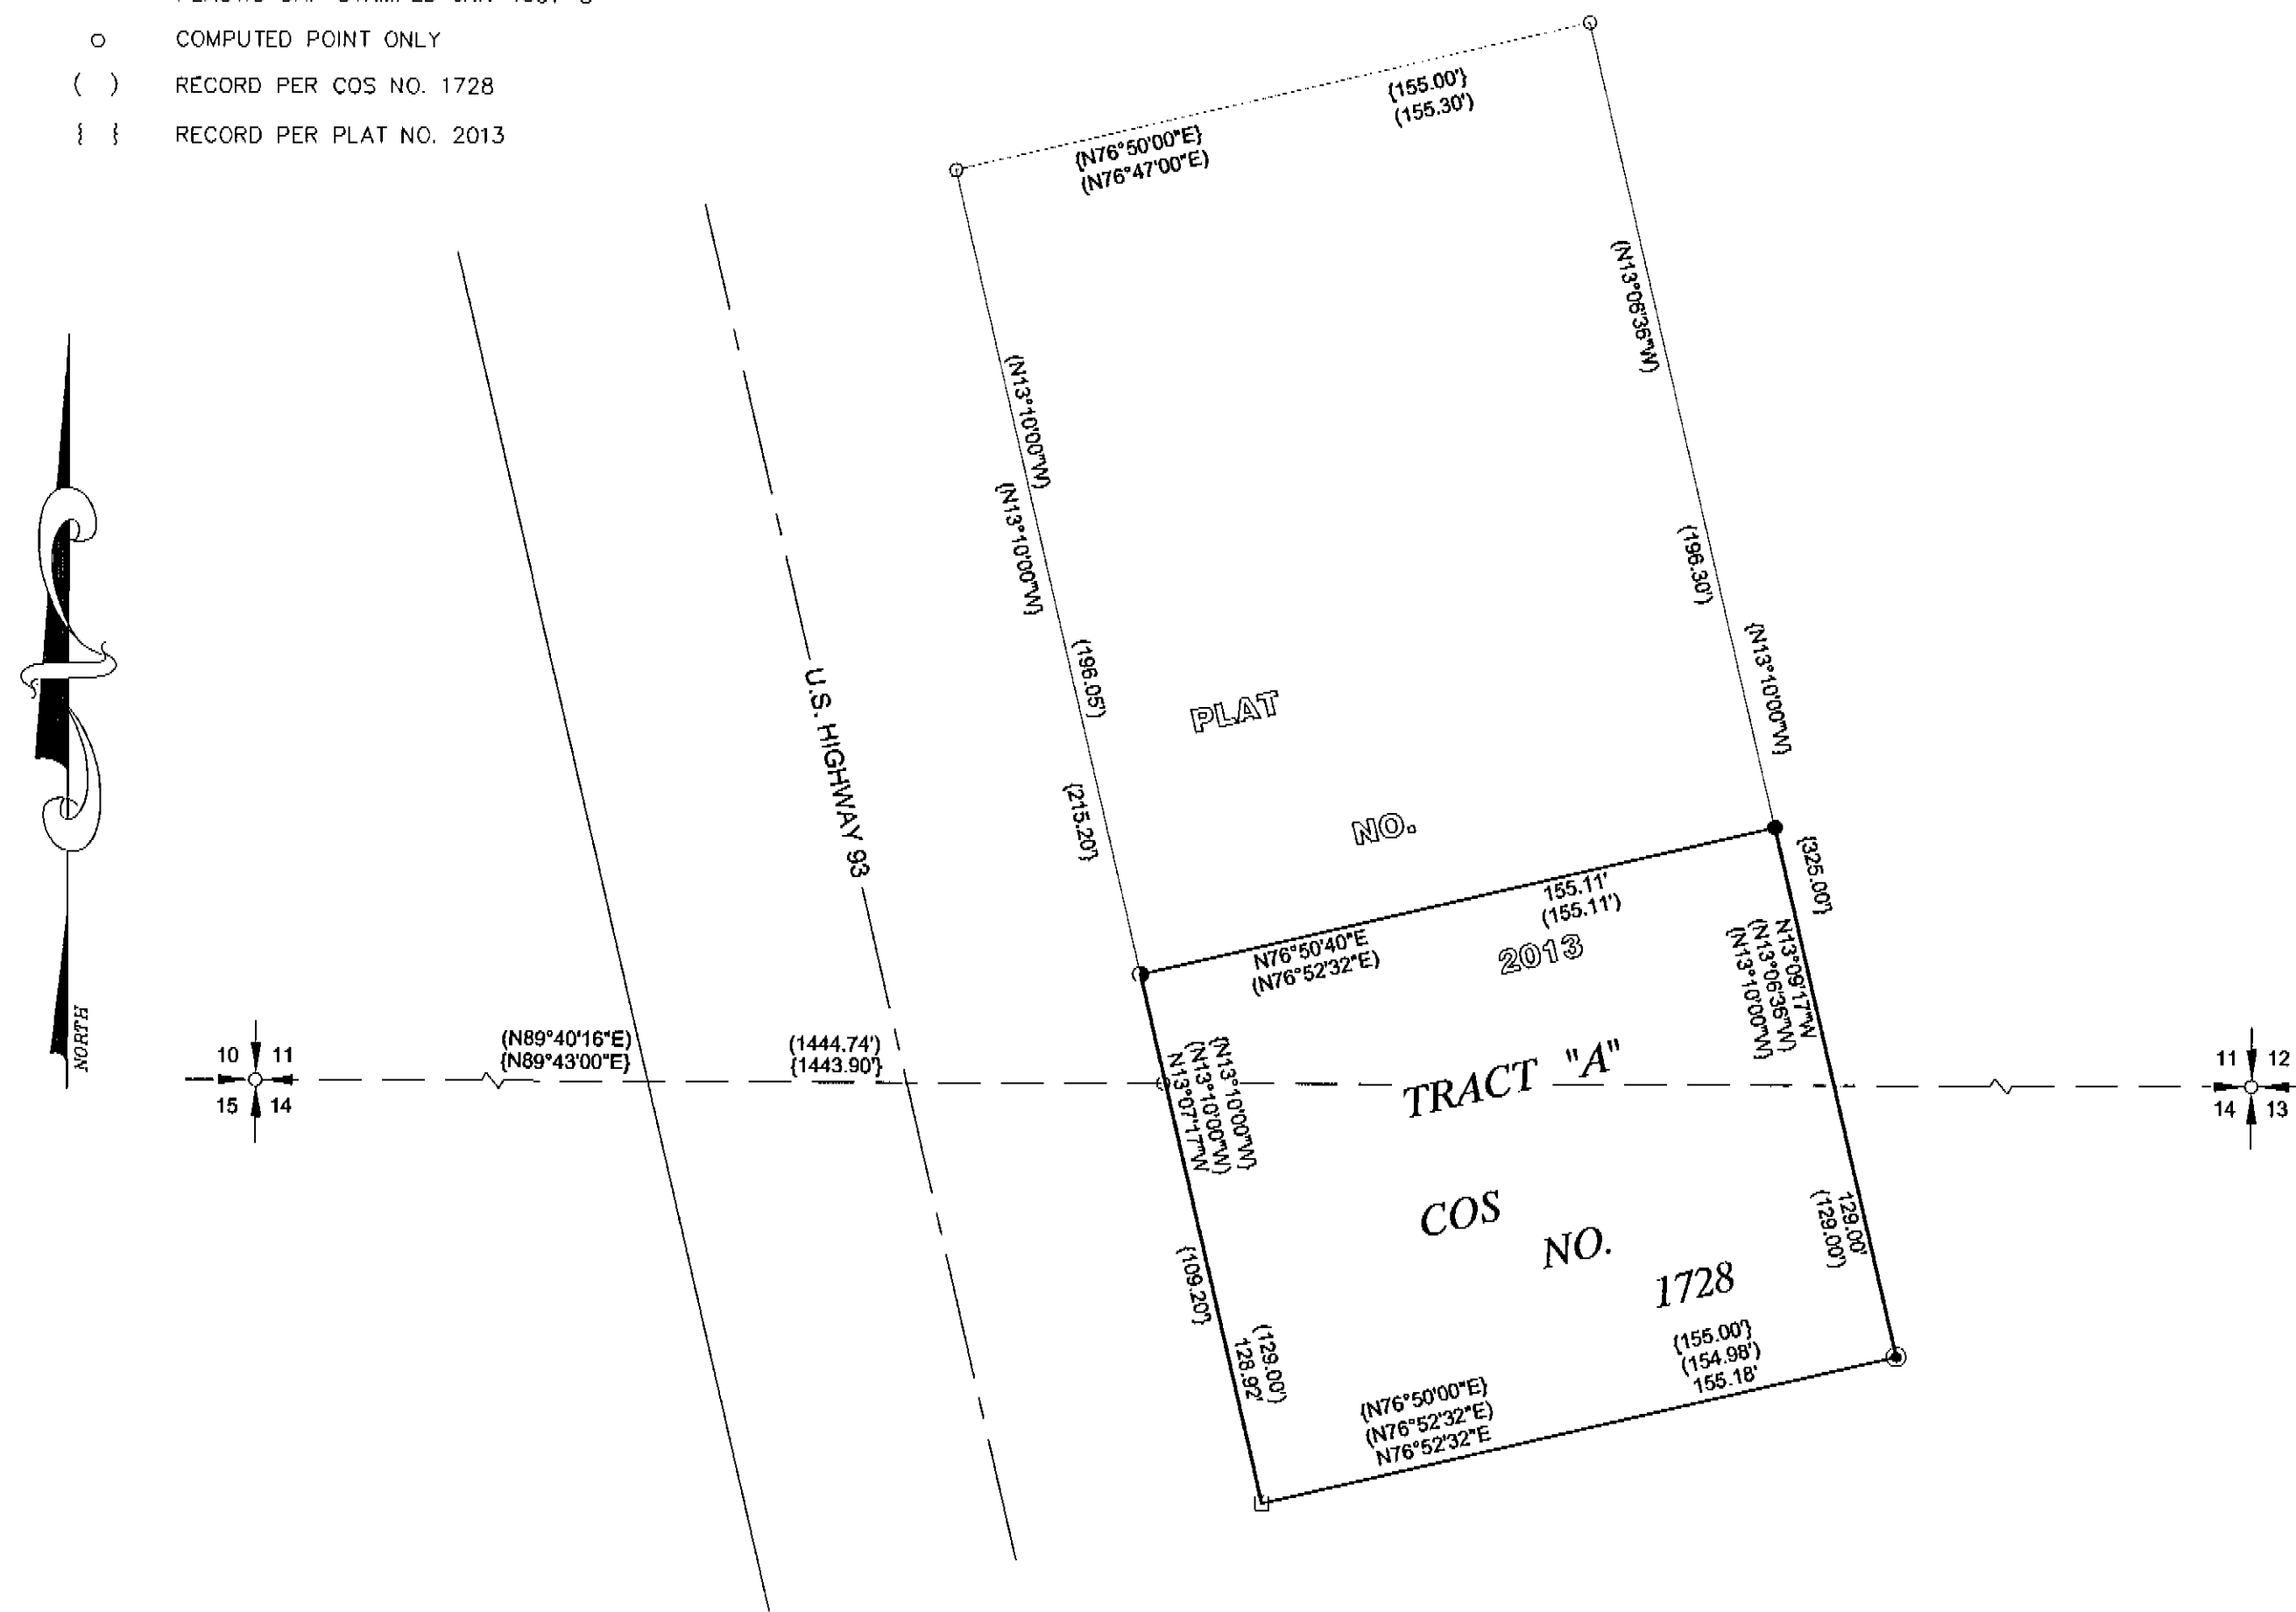 COMPUTED POINT ONLY
( ) RECORD PER COS NO. 1728
{ } RECORD PER PLAT NO. 2013
{155.00'}
(155.30')
{N76°50'00"E}
(N76°47'00"E)
(N13°06'36"W)
(N13°10'00"W)
{N13°10'00"W}
(196.30')
(196.05')
{N13°10'00"W}
U.S. HIGHWAY 93
PLAT
NO.
2013
{215.20'}
{325.00'}
155.11'
(155.11')
N76°50'40"E
(N76°52'32"E)
N13°09'17"W
(N13°06'36"W)
{N13°10'00"W}
NORTH
10 11
15 14
(N89°40'16"E)
{N89°43'00"E}
(1444.74')
{1443.90'}
{N13°10'00"W}
(N13°10'00"W)
N13°07'17"W
TRACT "A"
11 12
14 13
COS
NO.
1728
129.00'
(129.00')
{109.20'}
(129.00')
128.92'
{155.00'}
(154.98')
155.18'
{N76°50'00"E}
(N76°52'32"E)
N76°52'32"E